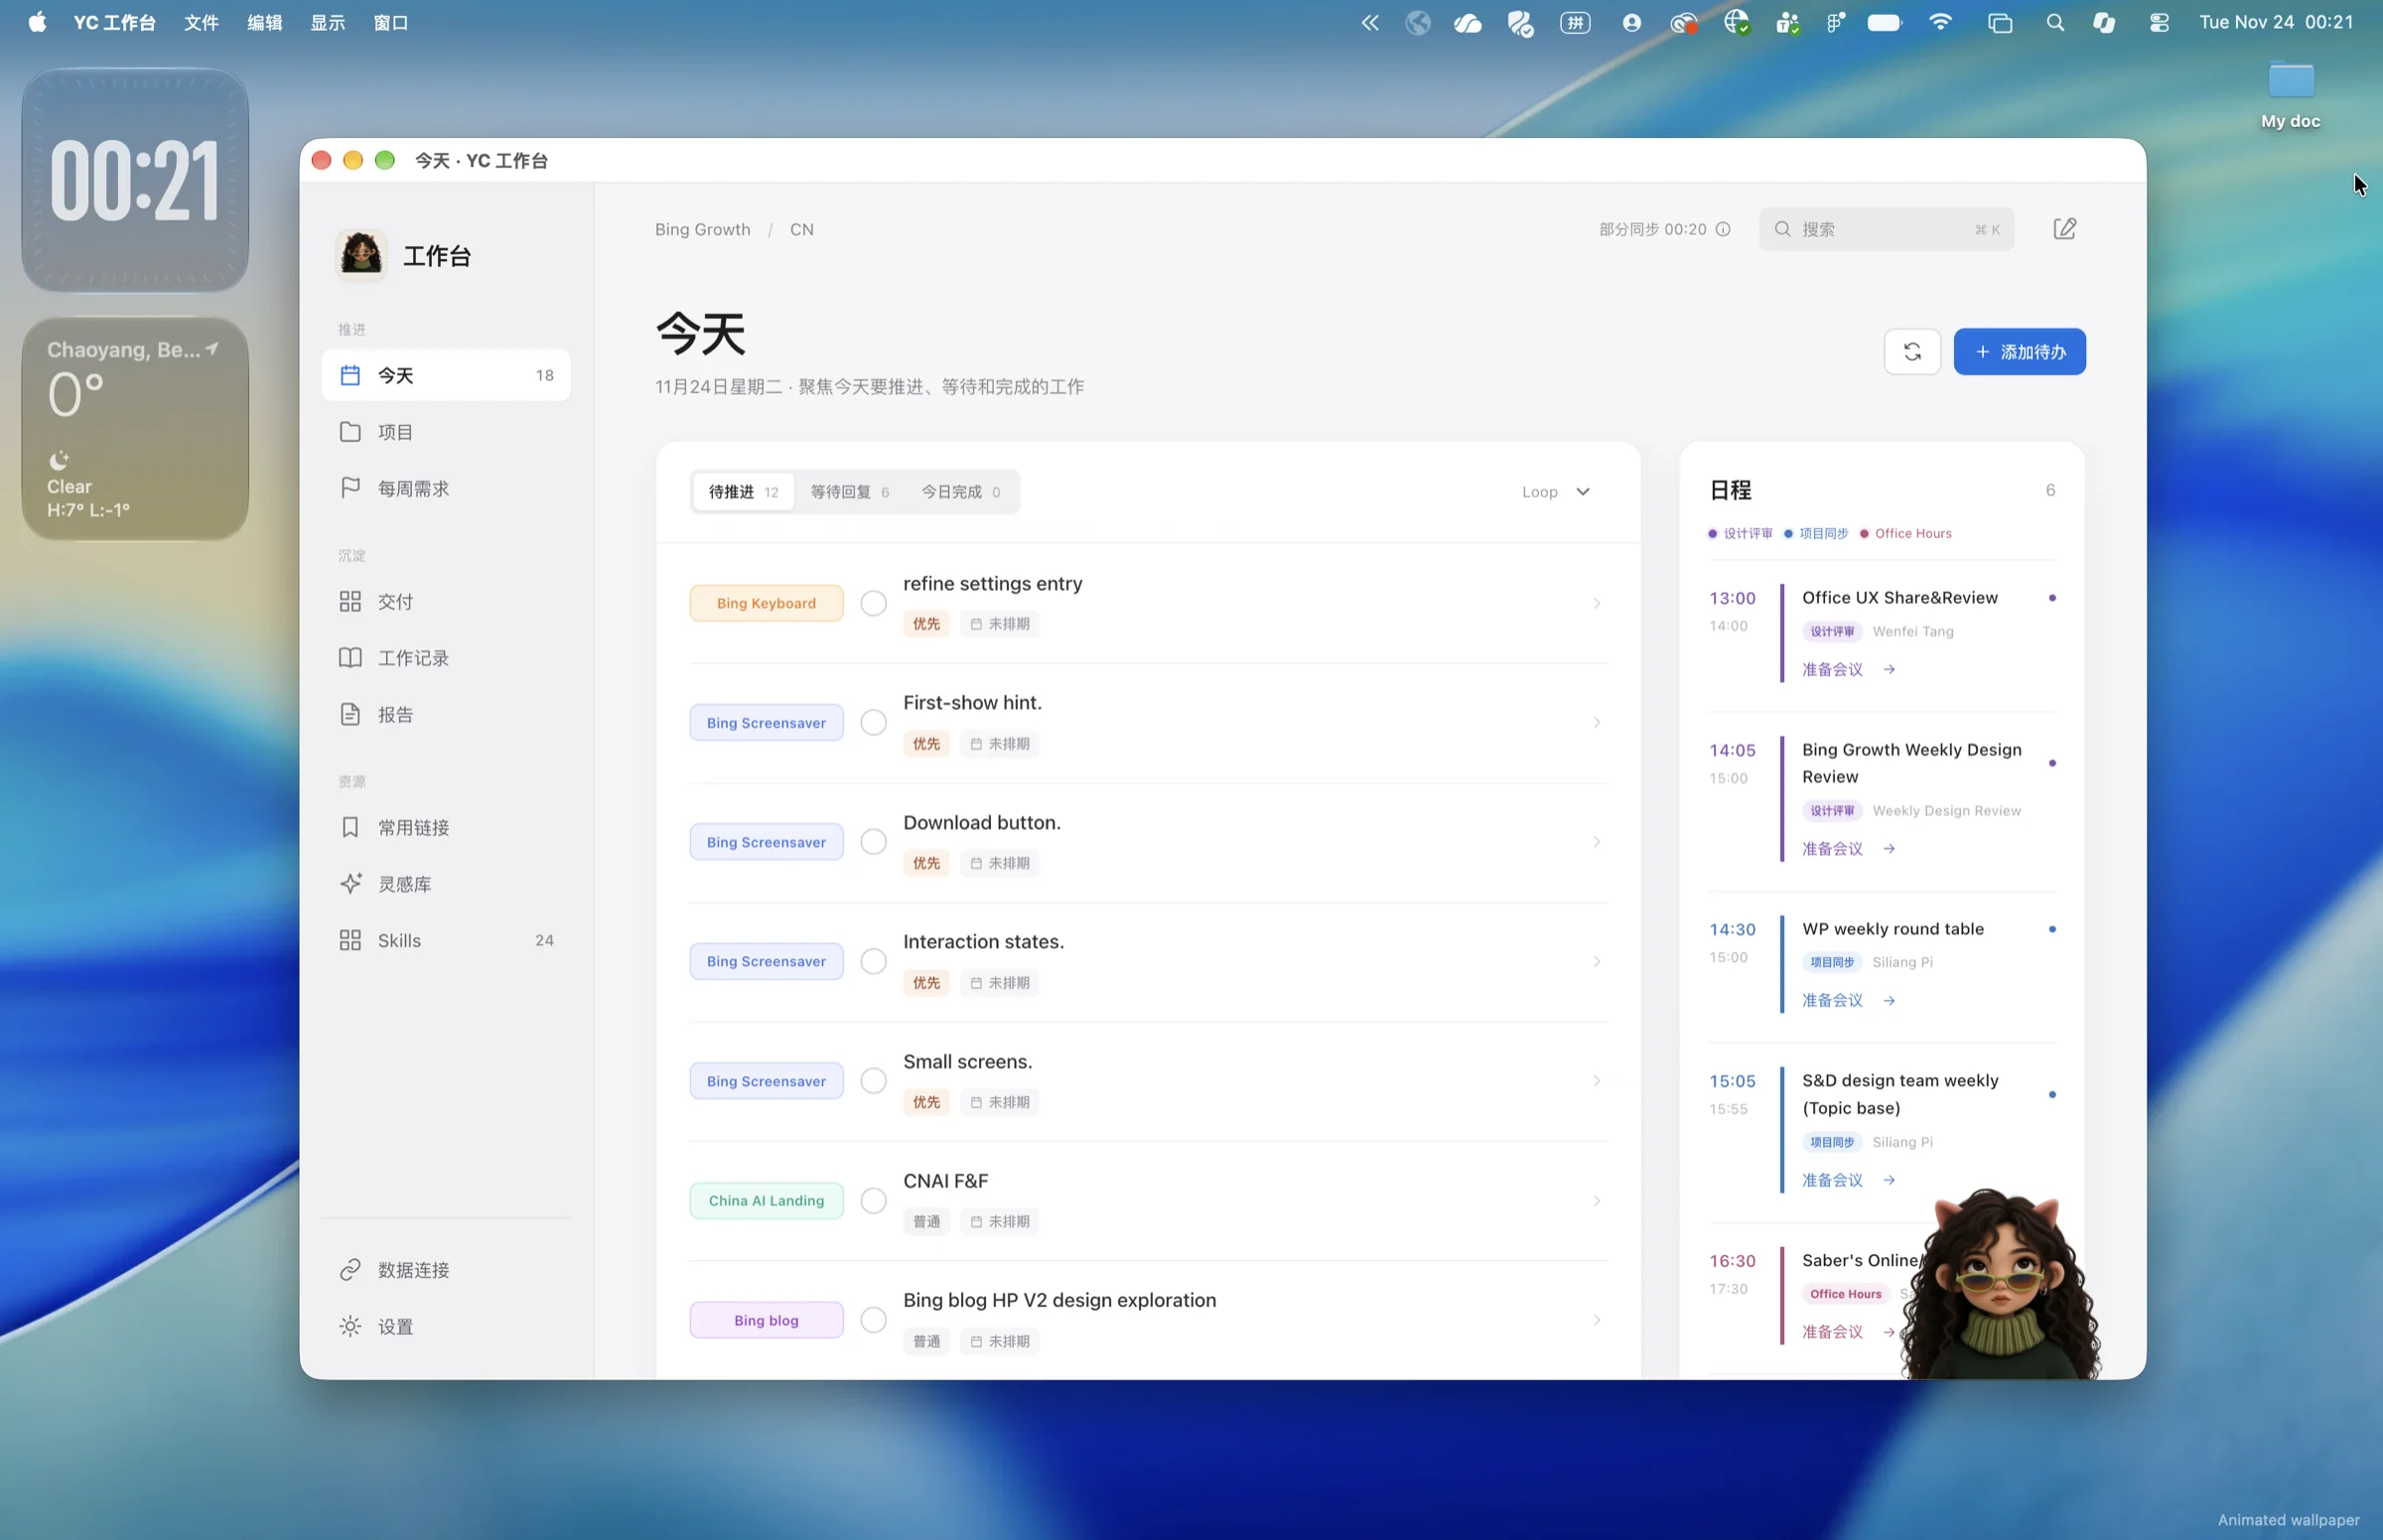 YC 工作台 文件 编辑 显示 窗口
拼
Tue Nov 24 00:21
00:21
Chaoyang, Be...
0°
Clear
H:7° L:-1°
My doc
今天 · YC 工作台
工作台
推进
今天 18
项目
每周需求
沉淀
交付
工作记录
报告
资源
常用链接
灵感库
Skills 24
数据连接
设置
Bing Growth / CN
部分同步 00:20
搜索 ⌘ K
今天
11月24日星期二 · 聚焦今天要推进、等待和完成的工作
+ 添加待办
待推进 12 等待回复 6 今日完成 0
Loop
Bing Keyboard
refine settings entry
优先 未排期
Bing Screensaver
First-show hint.
优先 未排期
Bing Screensaver
Download button.
优先 未排期
Bing Screensaver
Interaction states.
优先 未排期
Bing Screensaver
Small screens.
优先 未排期
China AI Landing
CNAI F&F
普通 未排期
Bing blog
Bing blog HP V2 design exploration
普通 未排期
日程 6
设计评审 项目同步 Office Hours
13:00
14:00
Office UX Share&Review
设计评审 Wenfei Tang
准备会议 →
14:05
15:00
Bing Growth Weekly Design
Review
设计评审 Weekly Design Review
准备会议 →
14:30
15:00
WP weekly round table
项目同步 Siliang Pi
准备会议 →
15:05
15:55
S&D design team weekly
(Topic base)
项目同步 Siliang Pi
准备会议 →
16:30
17:30
Saber's Online/
Office Hours
准备会议 →
Animated wallpaper